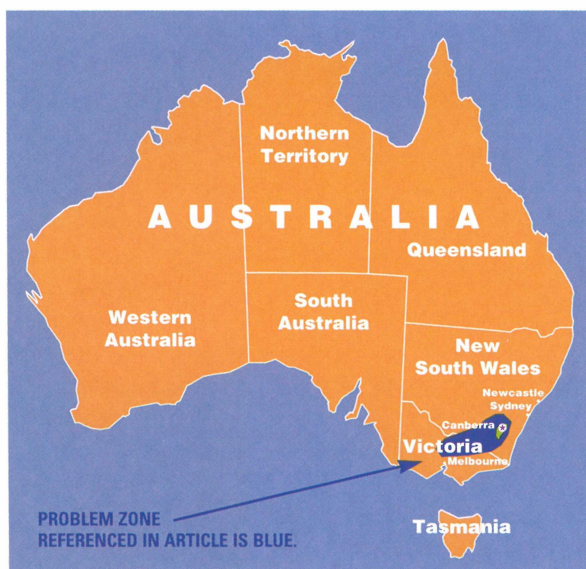 Northern
Territory
AUSTRALIA
Queensland
Western
Australia
South
Australia
New
South Wales
Newcastle
Sydney
Canberra
Victoria
Melbourne
PROBLEM ZONE
REFERENCED IN ARTICLE IS BLUE.
Tasmania